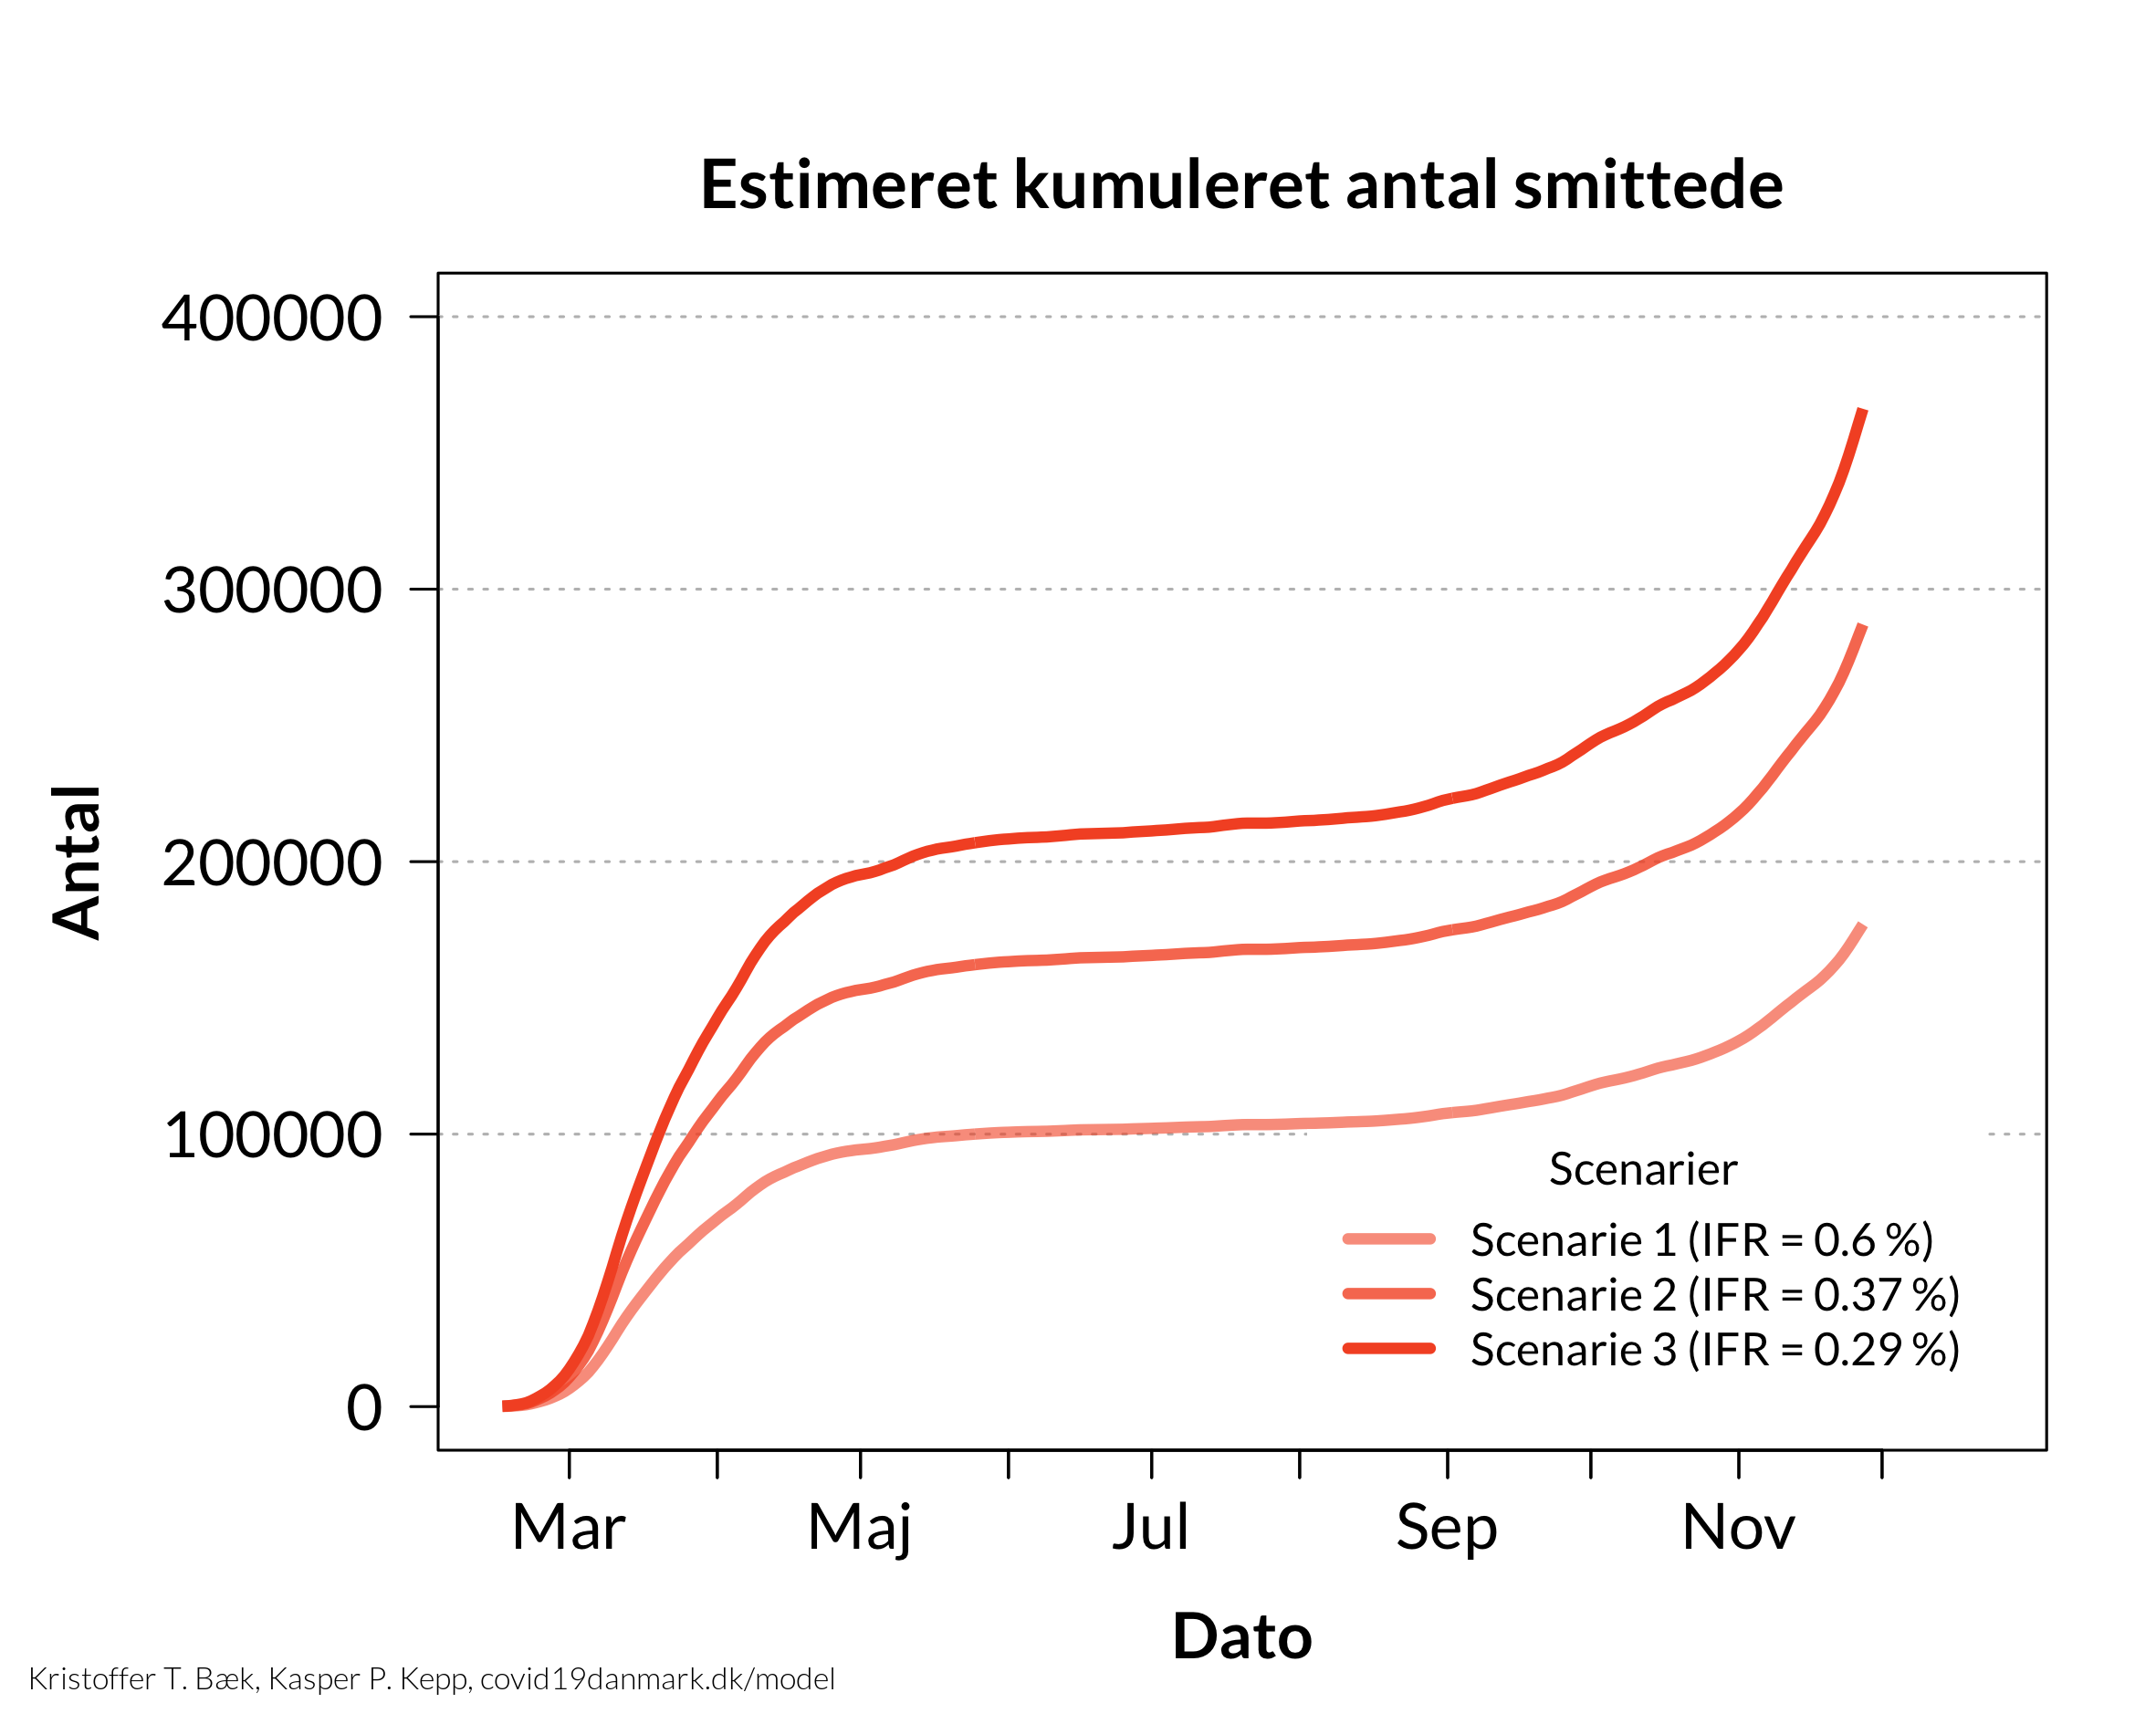 Estimeret kumuleret antal smittede
400000
300000
200000
100000
0
Antal
Scenarier
Scenarie 1 (IFR = 0.6 %)
Scenarie 2 (IFR = 0.37 %)
Scenarie 3 (IFR = 0.29 %)
Mar Maj Jul Sep Nov
Dato
Kristoffer T. Bæk, Kasper P. Kepp, covid19danmark.dk/model